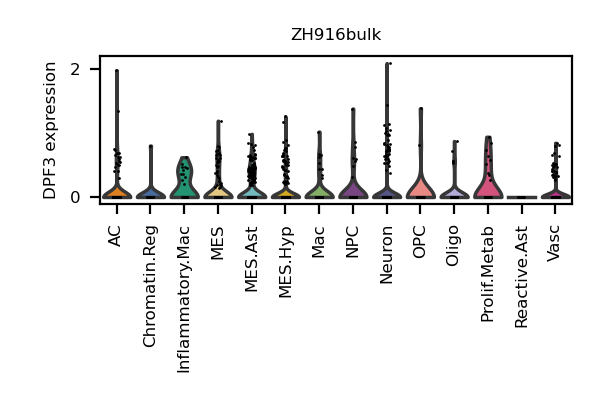 ZH916bulk
DPF3 expression
2
0
AC
Chromatin.Reg
Inflammatory.Mac
MES
MES.Ast
MES.Hyp
Mac
NPC
Neuron
OPC
Oligo
Prolif.Metab
Reactive.Ast
Vasc